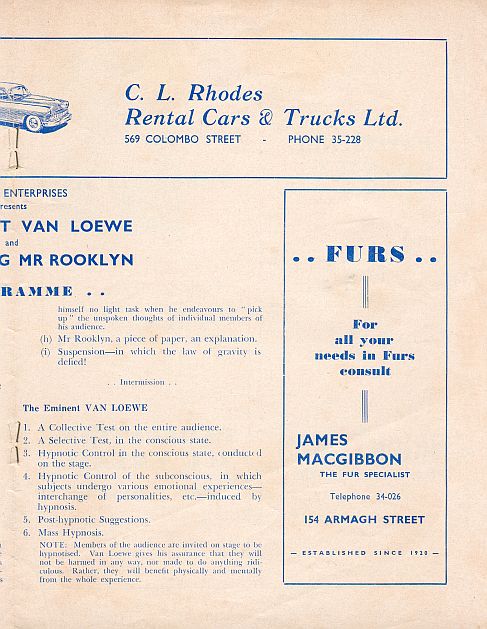 C. L. Rhodes
Rental Cars & Trucks Ltd.
569 COLOMBO STREET - PHONE 35-228
ENTERPRISES
resents
T VAN LOEWE
and
G MR ROOKLYN
RAMME . .
himself no light task when he endeavours to "pick
up" the unspoken thoughts of individual members of
his audience.
(h) Mr Rooklyn, a piece of paper, an explanation.
(i) Suspension—in which the law of gravity is
defied!
. . Intermission . .
The Eminent VAN LOEWE
1. A Collective Test on the entire audience.
2. A Selective Test, in the conscious state.
3. Hypnotic Control in the conscious state, conducted
on the stage.
4. Hypnotic Control of the subconscious, in which
subjects undergo various emotional experiences—
interchange of personalities, etc.—induced by
hypnosis.
5. Post-hypnotic Suggestions.
6. Mass Hypnosis.
NOTE: Members of the audience are invited on stage to be
hypnotised. Van Loewe gives his assurance that they will
not be harmed in any way, nor made to do anything ridi-
culous. Rather, they will benefit physically and mentally
from the whole experience.
. . FURS . .
For
all your
needs in Furs
consult
JAMES
MACGIBBON
THE FUR SPECIALIST
Telephone 34-026
154 ARMAGH STREET
— ESTABLISHED SINCE 1920 —